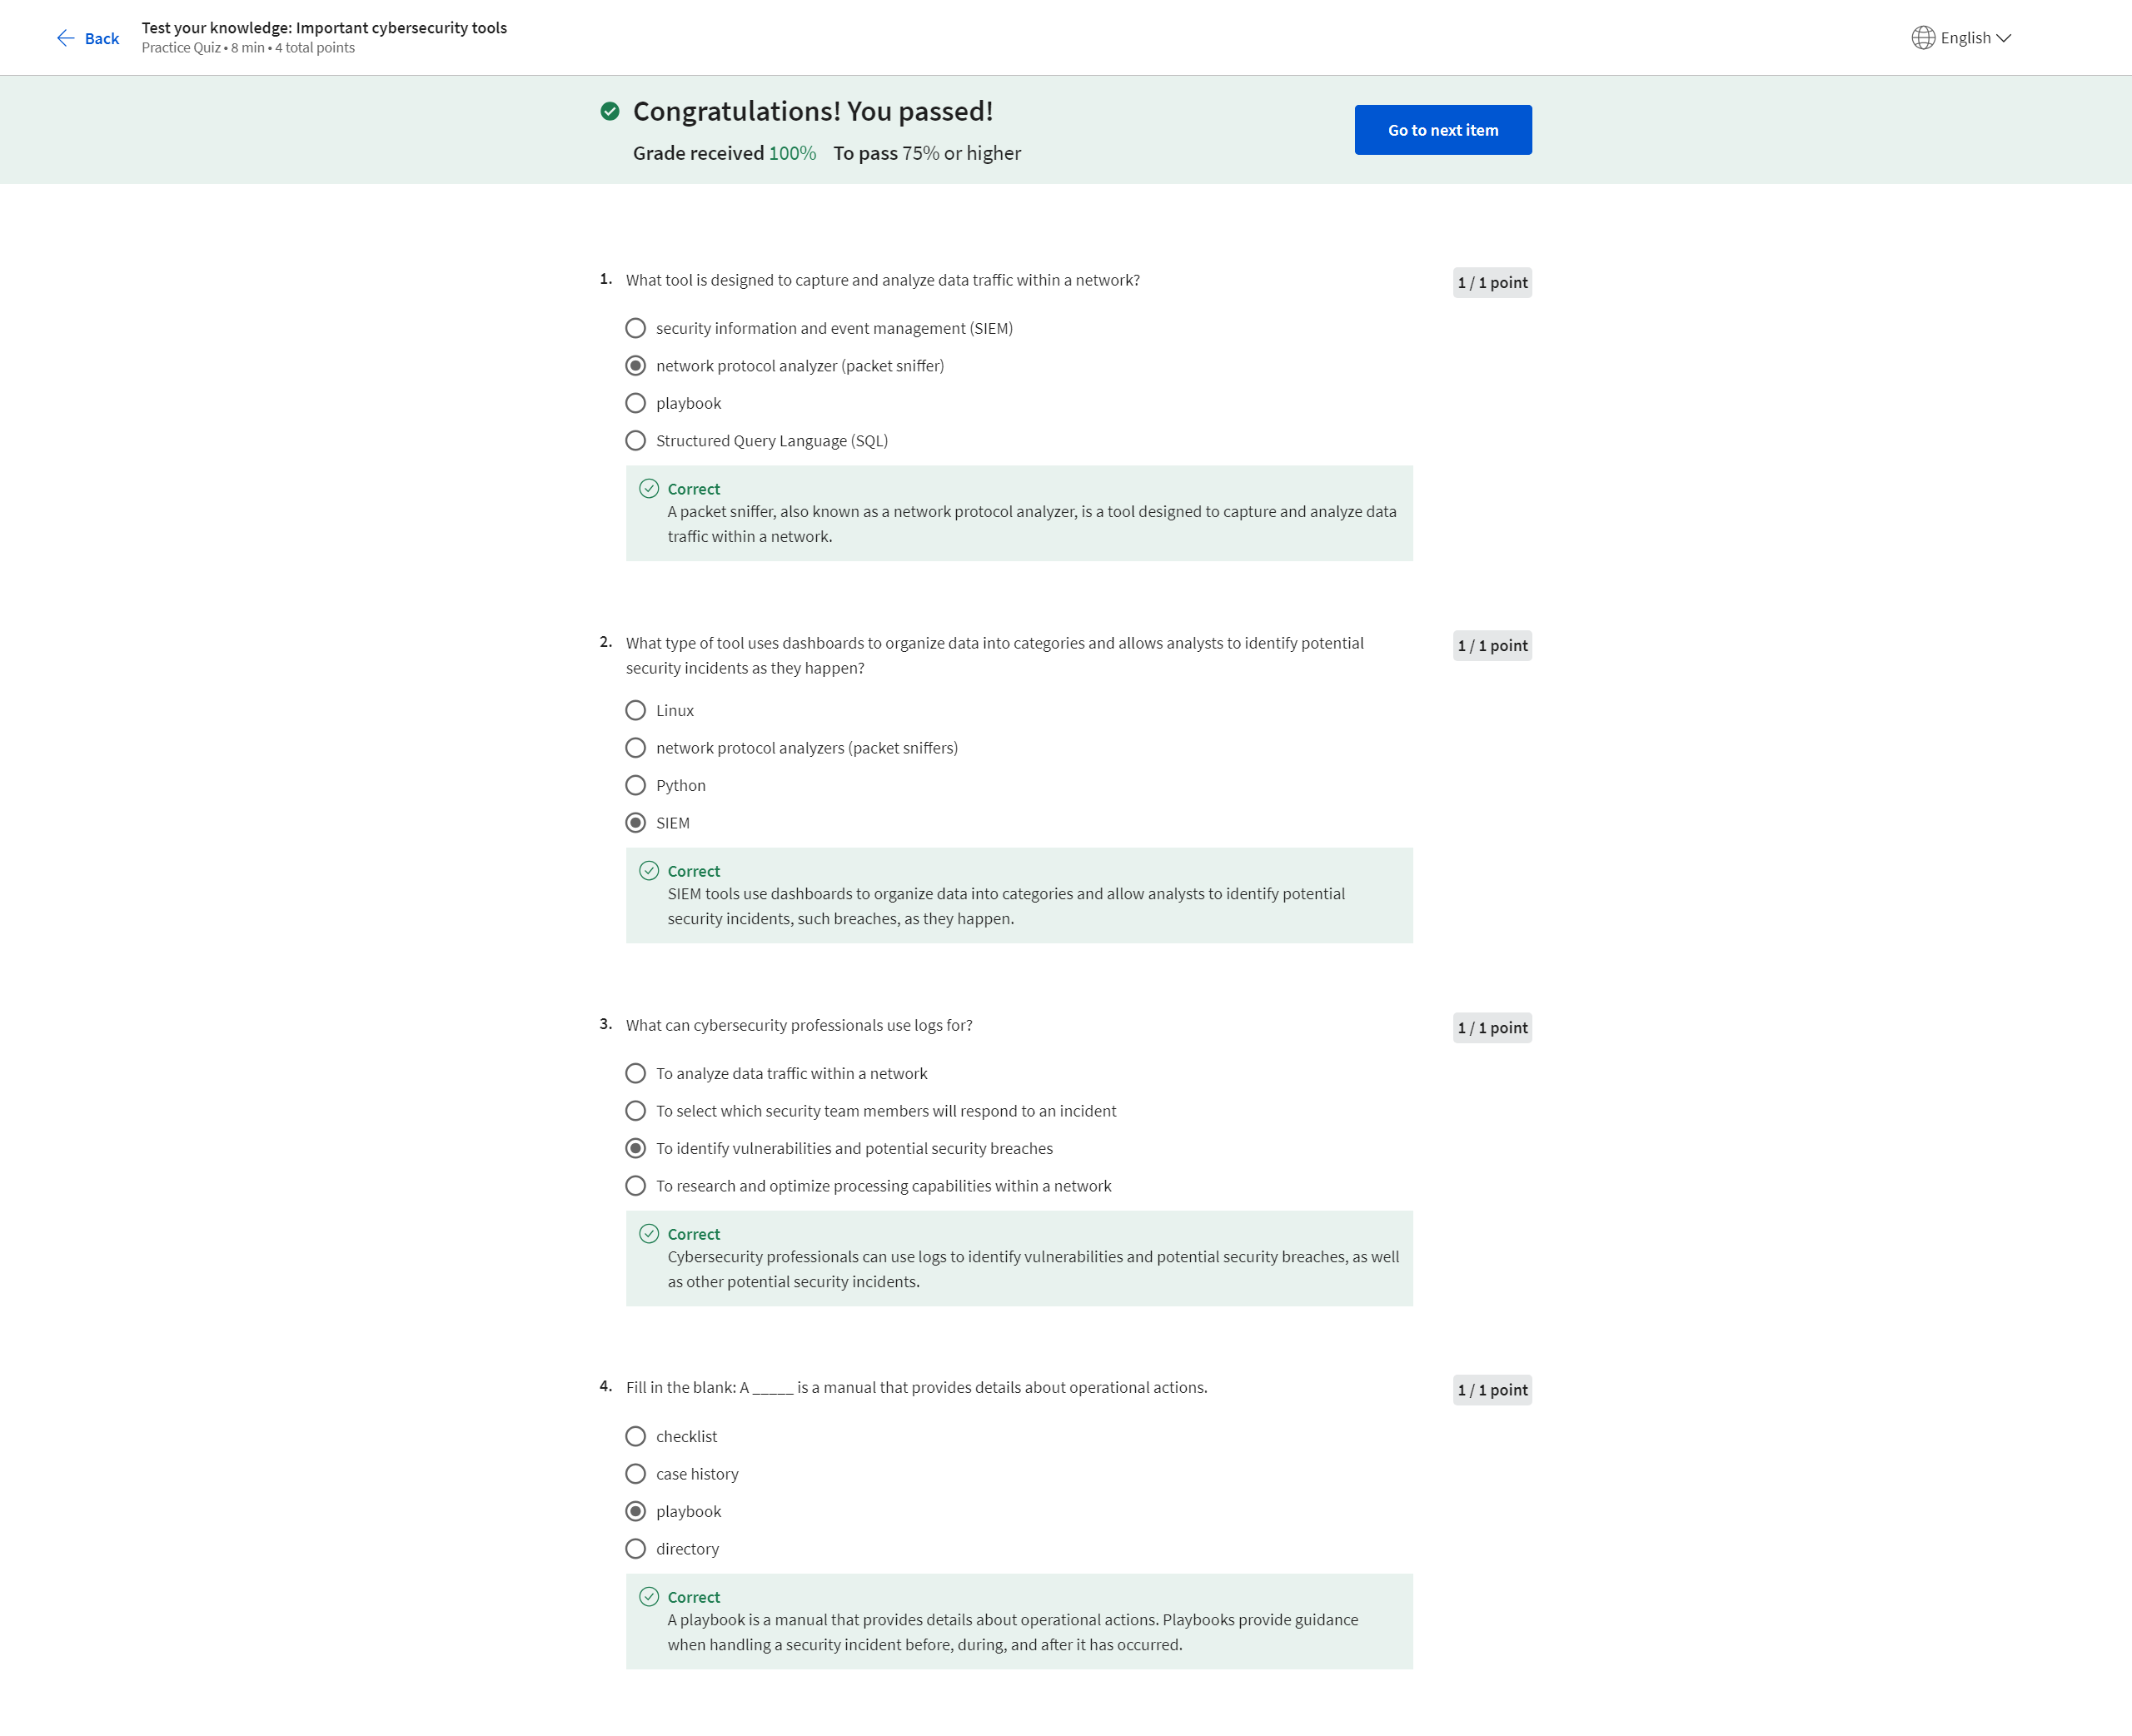 Back
Test your knowledge: Important cybersecurity tools
Practice Quiz • 8 min • 4 total points
English
Congratulations! You passed!
Grade received 100% To pass 75% or higher
Go to next item
1. What tool is designed to capture and analyze data traffic within a network?
1 / 1 point
security information and event management (SIEM)
network protocol analyzer (packet sniffer)
playbook
Structured Query Language (SQL)
Correct
A packet sniffer, also known as a network protocol analyzer, is a tool designed to capture and analyze data
traffic within a network.
2. What type of tool uses dashboards to organize data into categories and allows analysts to identify potential
security incidents as they happen?
1 / 1 point
Linux
network protocol analyzers (packet sniffers)
Python
SIEM
Correct
SIEM tools use dashboards to organize data into categories and allow analysts to identify potential
security incidents, such breaches, as they happen.
3. What can cybersecurity professionals use logs for?
1 / 1 point
To analyze data traffic within a network
To select which security team members will respond to an incident
To identify vulnerabilities and potential security breaches
To research and optimize processing capabilities within a network
Correct
Cybersecurity professionals can use logs to identify vulnerabilities and potential security breaches, as well
as other potential security incidents.
4. Fill in the blank: A _____ is a manual that provides details about operational actions.
1 / 1 point
checklist
case history
playbook
directory
Correct
A playbook is a manual that provides details about operational actions. Playbooks provide guidance
when handling a security incident before, during, and after it has occurred.